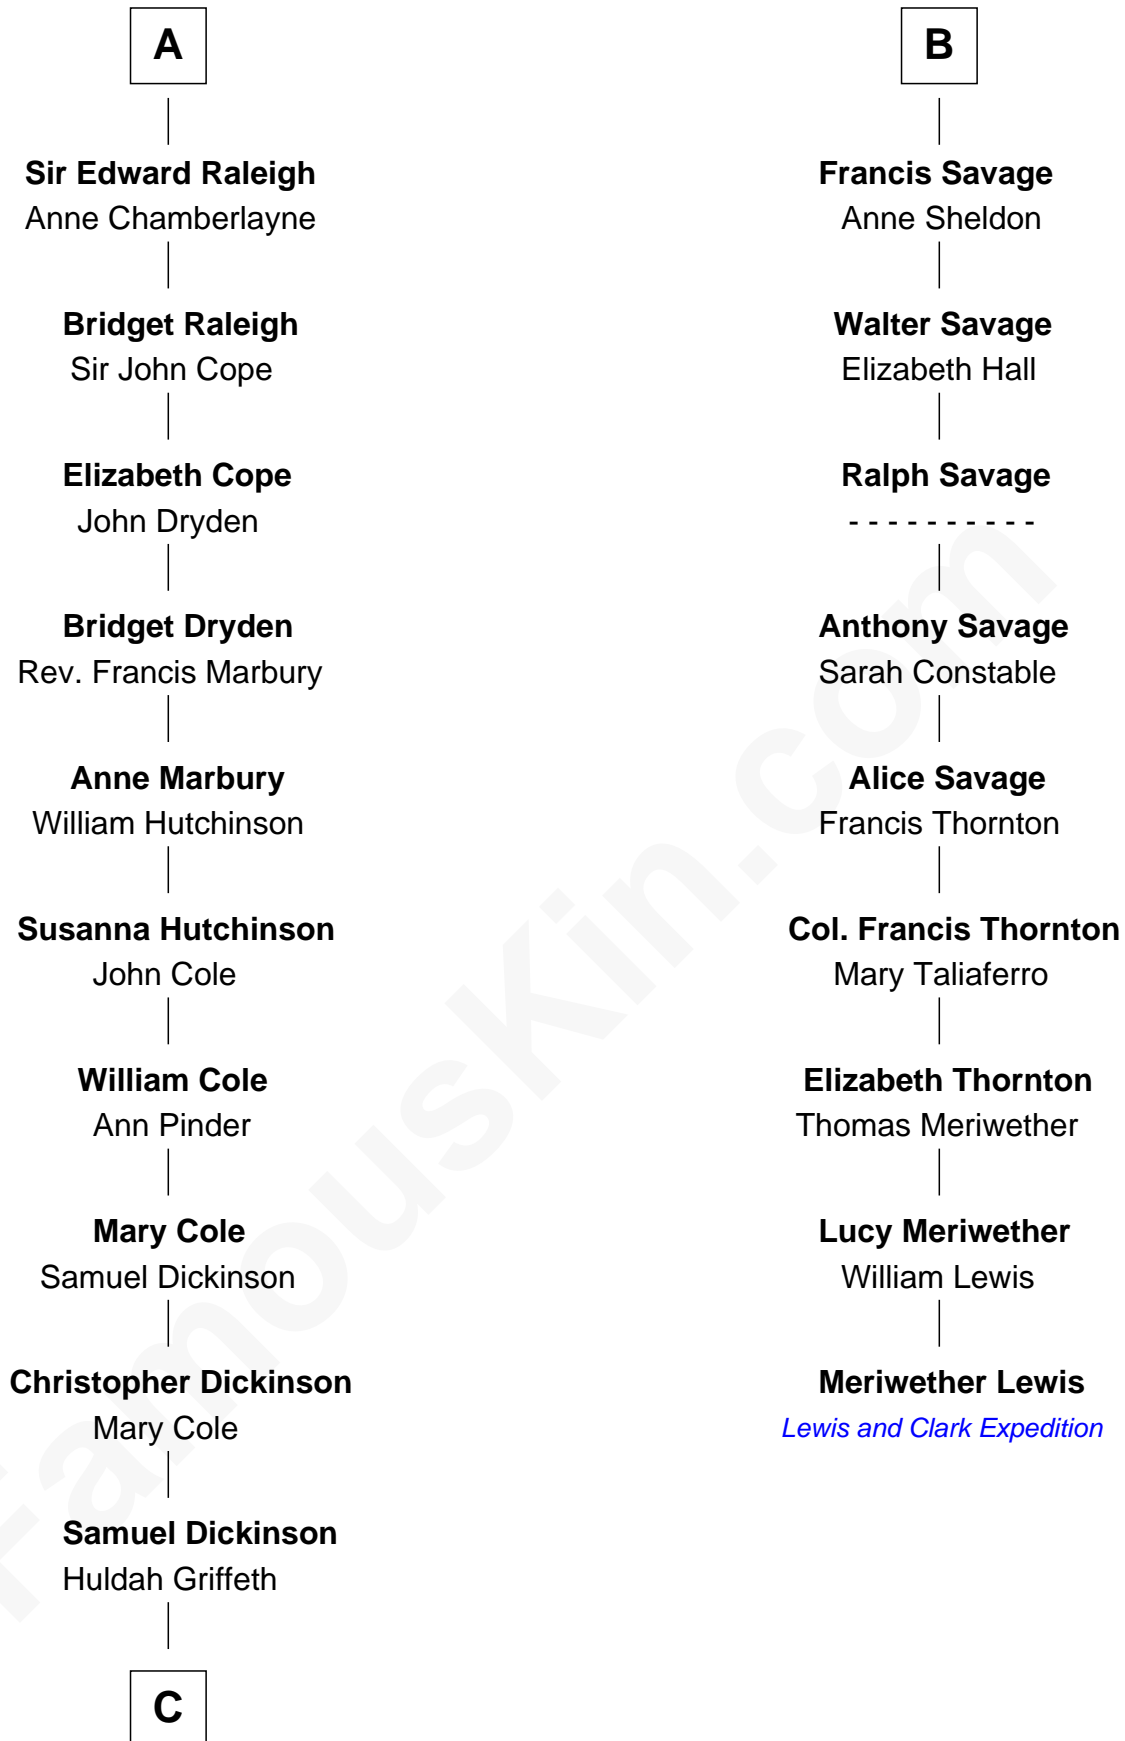 A
Sir Edward Raleigh
Anne Chamberlayne
Bridget Raleigh
Sir John Cope
Elizabeth Cope
John Dryden
Bridget Dryden
Rev. Francis Marbury
Anne Marbury
William Hutchinson
Susanna Hutchinson
John Cole
William Cole
Ann Pinder
Mary Cole
Samuel Dickinson
Christopher Dickinson
Mary Cole
Samuel Dickinson
Huldah Griffeth
C
B
Francis Savage
Anne Sheldon
Walter Savage
Elizabeth Hall
Ralph Savage
- - - - - - - - - -
Anthony Savage
Sarah Constable
Alice Savage
Francis Thornton
Col. Francis Thornton
Mary Taliaferro
Elizabeth Thornton
Thomas Meriwether
Lucy Meriwether
William Lewis
Meriwether Lewis
Lewis and Clark Expedition
FamousKin.com